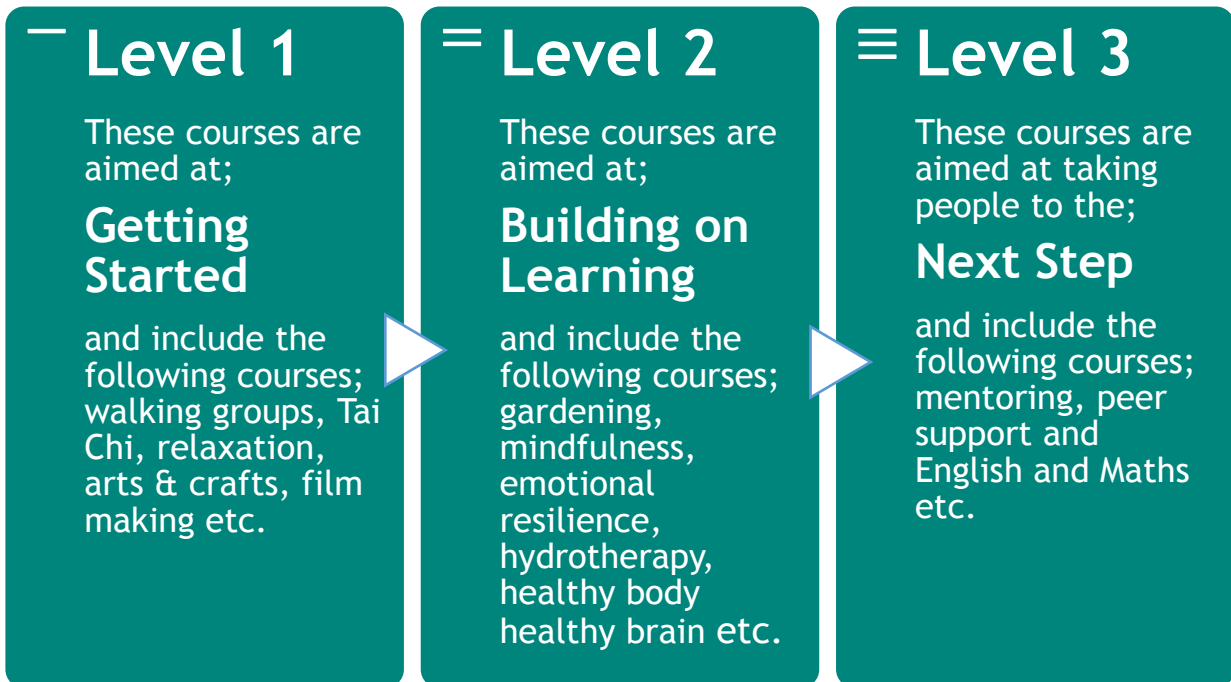 Level 1
These courses are
aimed at;
Getting
Started
and include the
following courses;
walking groups, Tai
Chi, relaxation,
arts & crafts, film
making etc.
Level 2
These courses are
aimed at;
Building on
Learning
and include the
following courses;
gardening,
mindfulness,
emotional
resilience,
hydrotherapy,
healthy body
healthy brain etc.
Level 3
These courses are
aimed at taking
people to the;
Next Step
and include the
following courses;
mentoring, peer
support and
English and Maths
etc.